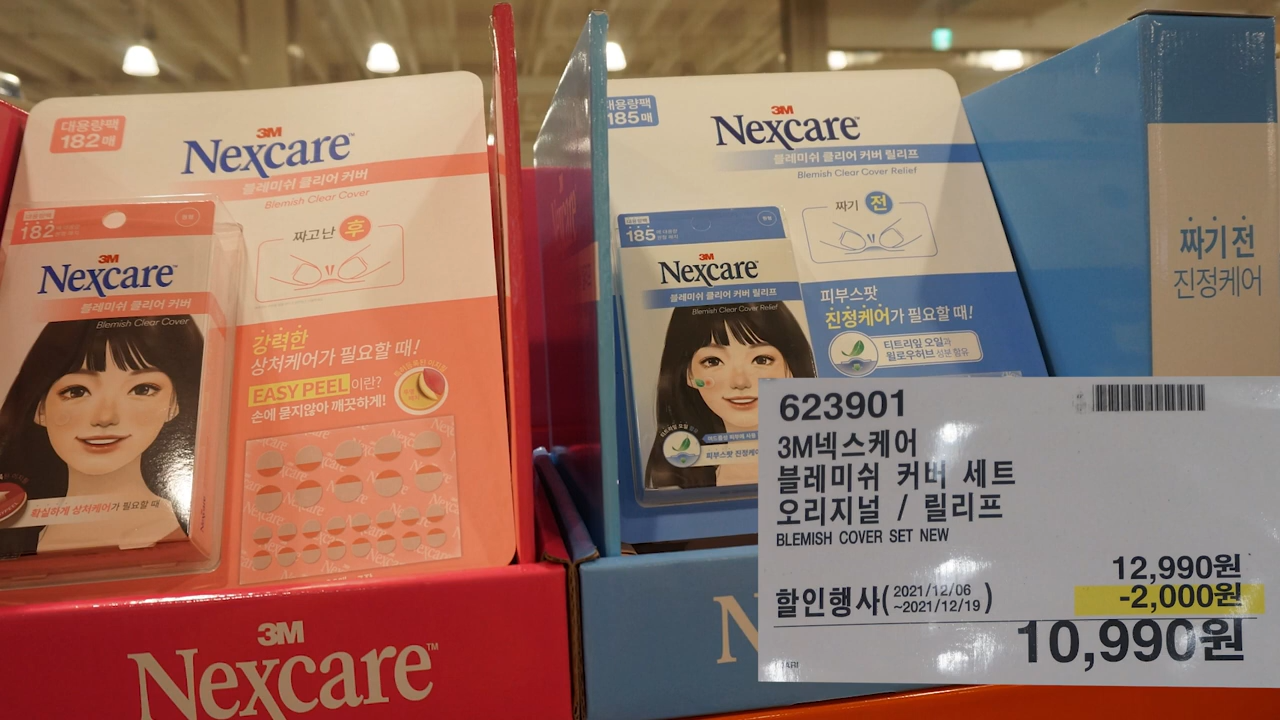 대용량팩
182매
3M
Nexcare™
블레미쉬 클리어 커버
Blemish Clear Cover
짜고 난 후
182
3M
Nexcare™
블레미쉬 클리어 커버
Blemish Clear Cover
확실하게 상처케어가 필요할 때
강력한
상처케어가 필요할 때!
EASY PEEL이란?
손에 묻지않아 깨끗하게!
3M
Nexcare™
대용량팩
185매
3M
Nexcare™
블레미쉬 클리어 커버 릴리프
Blemish Clear Cover Relief
짜기 전
185
3M
Nexcare™
블레미쉬 클리어 커버 릴리프
Blemish Clear Cover Relief
피부스팟
진정케어가 필요할 때!
티트리잎 오일과
윌로우허브 성분 함유
짜기 전
진정케어
623901
3M넥스케어
블레미쉬 커버 세트
오리지널 / 릴리프
BLEMISH COVER SET NEW
12,990원
할인행사(2021/12/06
~2021/12/19)
-2,000원
10,990원